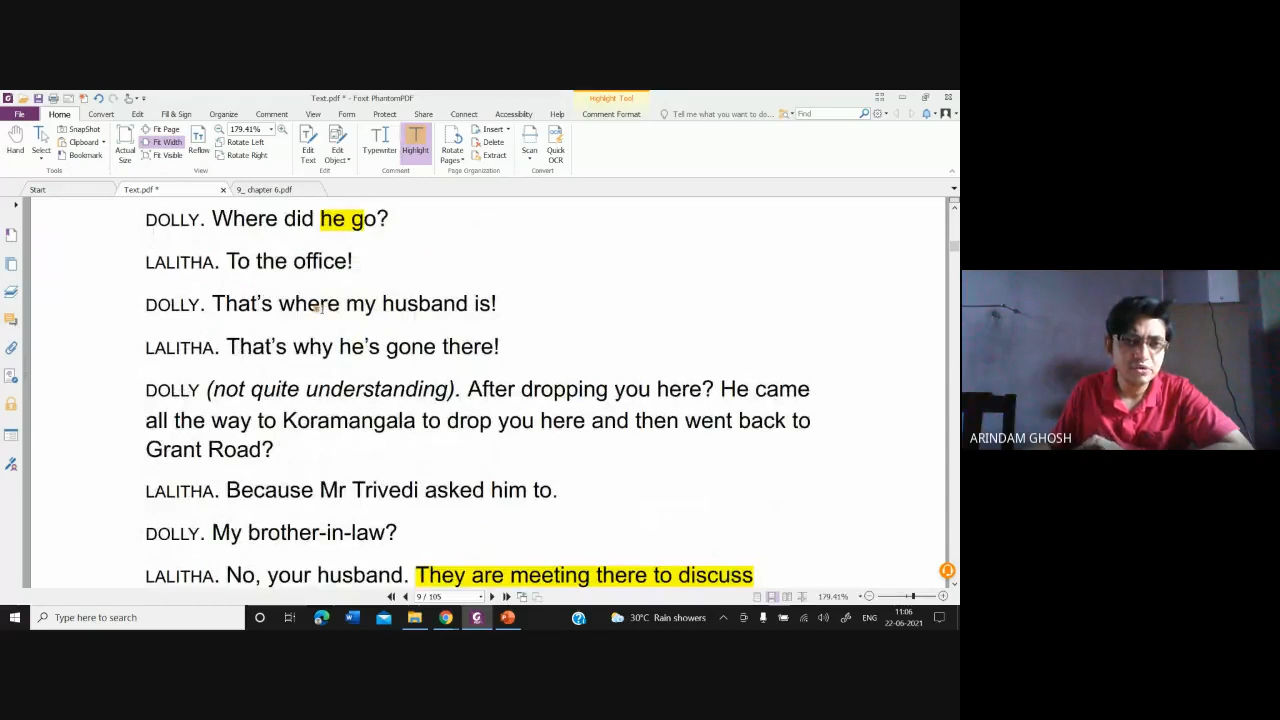 Text.pdf * - Foxit PhantomPDF
Highlight Tool
File Home Convert Edit Fill & Sign Organize Comment View Form Protect Share Connect Accessibility Help Comment Format Tell me what you want to do... Find
Hand
Select
SnapShot
Clipboard
Bookmark
Tools
Actual Size
Fit Page
Fit Width
Fit Visible
Reflow
179.41%
Rotate Left
Rotate Right
View
Edit Text
Edit Object
Edit
Typewriter
Highlight
Comment
Rotate Pages
Insert
Delete
Extract
Page Organization
Scan
Quick OCR
Convert
Start
Text.pdf *
9_ chapter 6.pdf
DOLLY. Where did he go?
LALITHA. To the office!
DOLLY. That's where my husband is!
LALITHA. That's why he's gone there!
DOLLY (not quite understanding). After dropping you here? He came
all the way to Koramangala to drop you here and then went back to
Grant Road?
LALITHA. Because Mr Trivedi asked him to.
DOLLY. My brother-in-law?
LALITHA. No, your husband. They are meeting there to discuss
9 / 105
179.41%
Type here to search
30°C Rain showers
ENG
11:06
22-06-2021
ARINDAM GHOSH